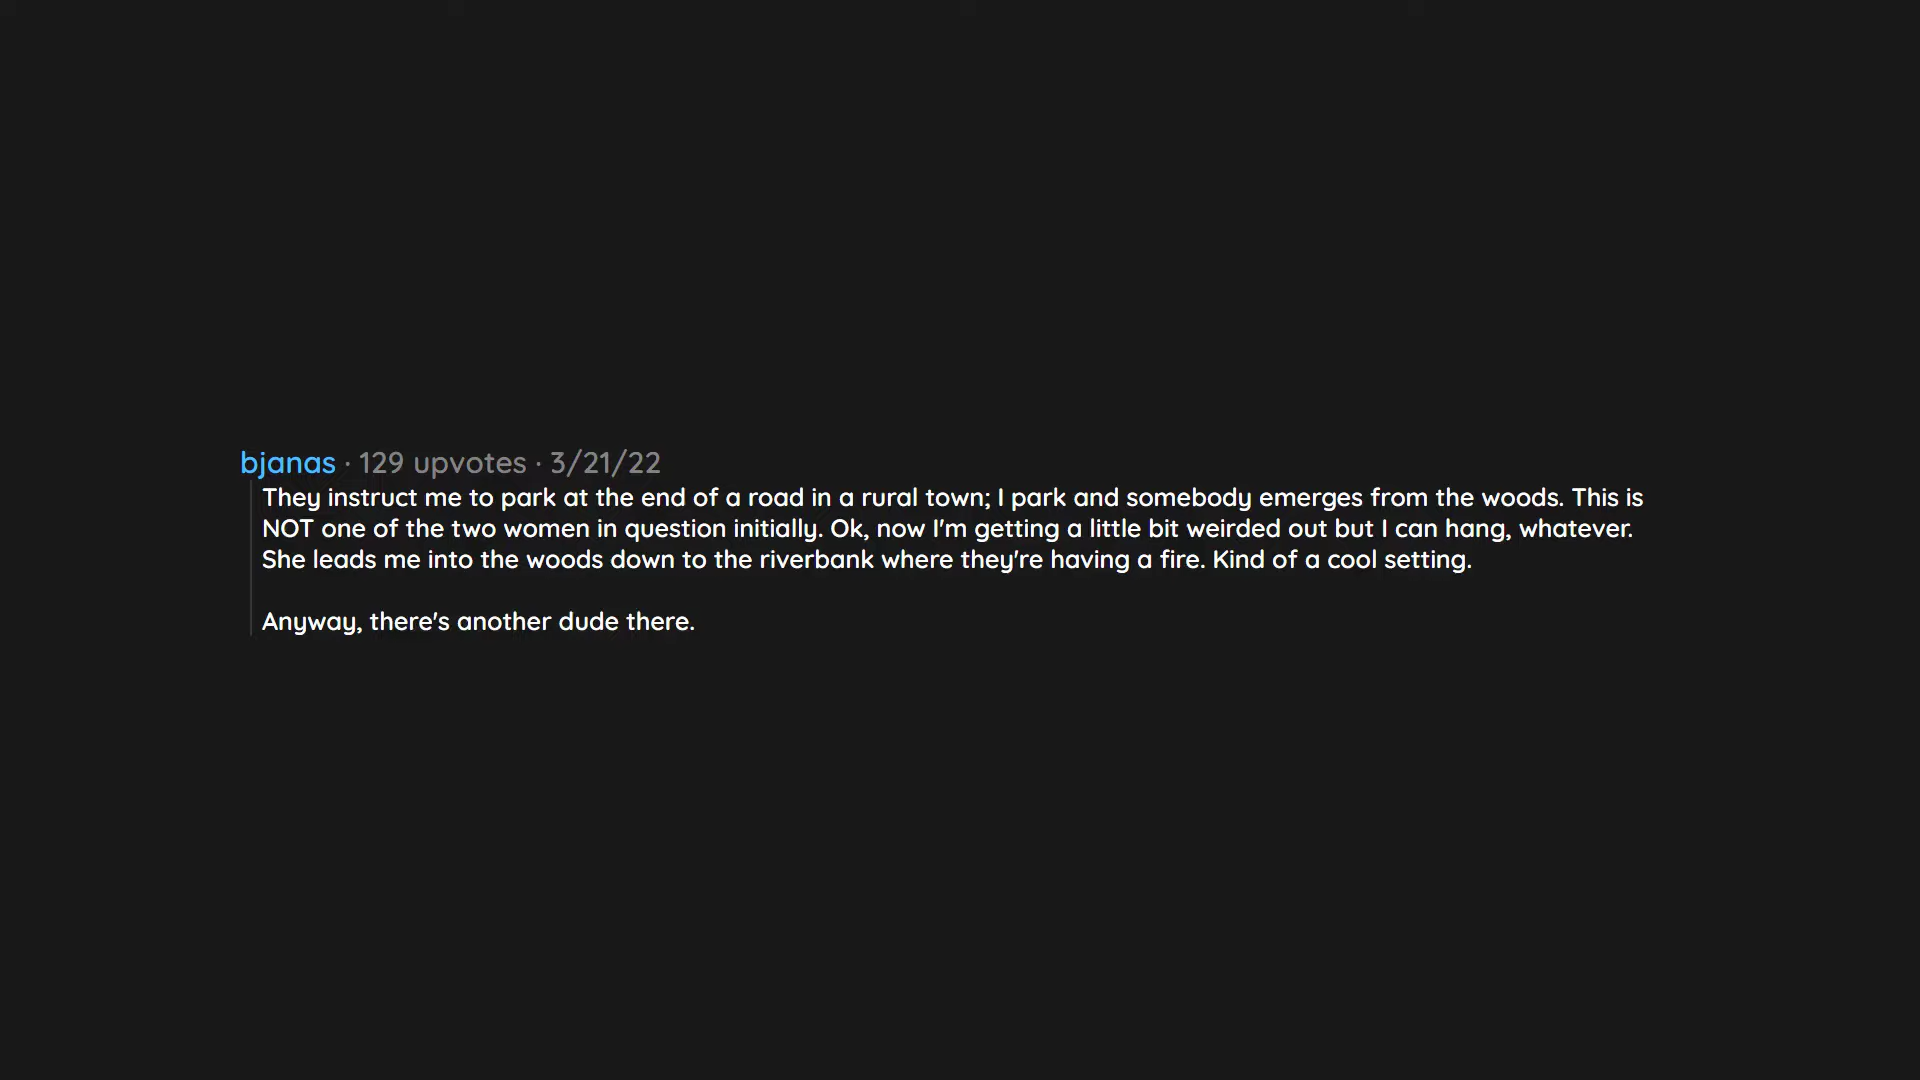 bjanas · 129 upvotes · 3/21/22
They instruct me to park at the end of a road in a rural town; I park and somebody emerges from the woods. This is
NOT one of the two women in question initially. Ok, now I'm getting a little bit weirded out but I can hang, whatever.
She leads me into the woods down to the riverbank where they're having a fire. Kind of a cool setting.
Anyway, there's another dude there.